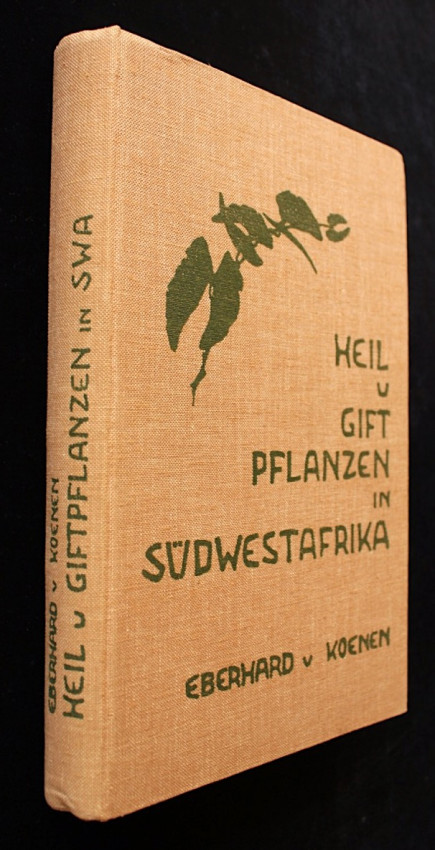 HEIL
U
GIFT
PFLANZEN
IN
SÜDWESTAFRIKA
EBERHARD V KOENEN
EBERHARD V KOENEN
HEIL U GIFTPFLANZEN IN SWA